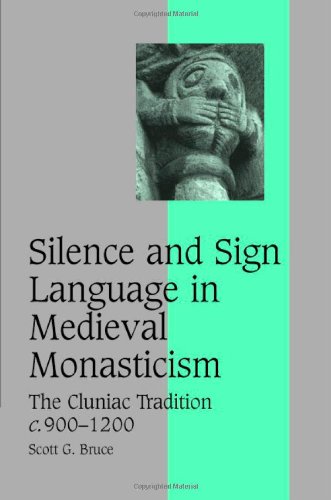 Silence and Sign
Language in
Medieval
Monasticism
The Cluniac Tradition
c.900–1200
Scott G. Bruce